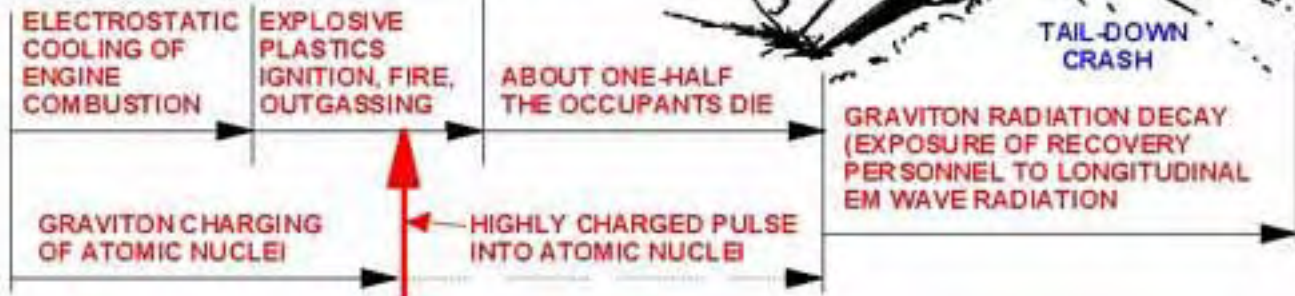 ELECTROSTATIC
COOLING OF
ENGINE
COMBUSTION
EXPLOSIVE
PLASTICS
IGNITION, FIRE,
OUTGASSING
ABOUT ONE-HALF
THE OCCUPANTS DIE
TAIL-DOWN
CRASH
GRAVITON RADIATION DECAY
(EXPOSURE OF RECOVERY
PERSONNEL TO LONGITUDINAL
EM WAVE RADIATION
GRAVITON CHARGING
OF ATOMIC NUCLEI
HIGHLY CHARGED PULSE
INTO ATOMIC NUCLEI